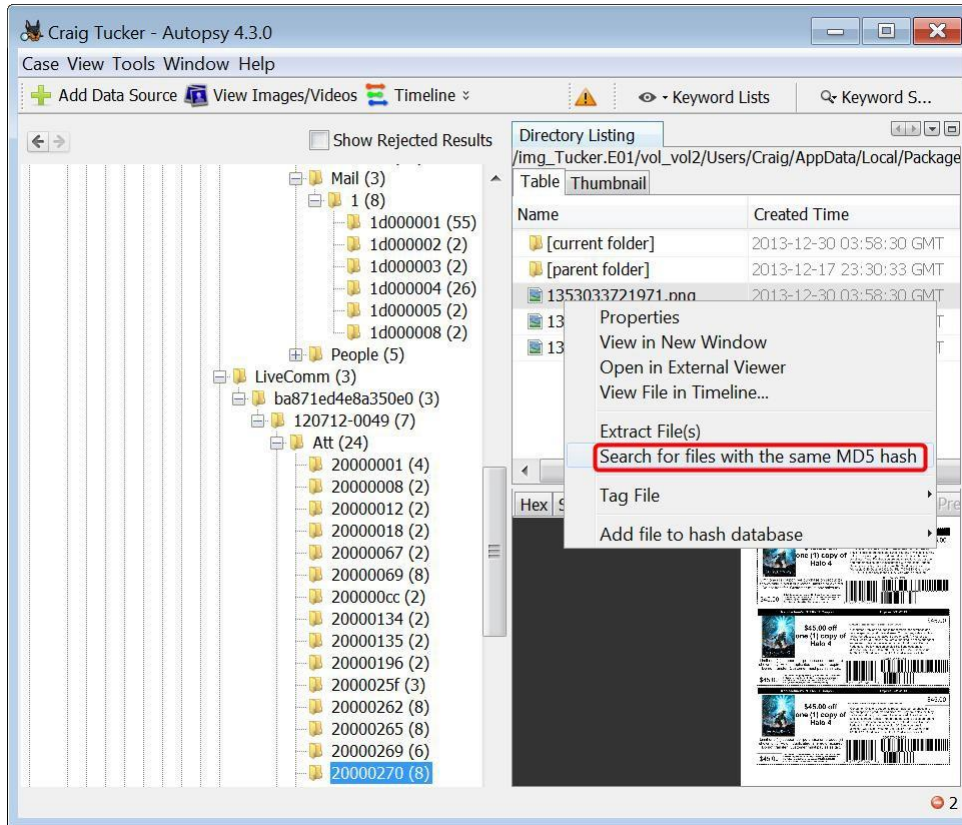 Craig Tucker - Autopsy 4.3.0
Case View Tools Window Help
Add Data Source View Images/Videos Timeline Keyword Lists Keyword S...
Show Rejected Results
Mail (3)
1 (8)
1d000001 (55)
1d000002 (2)
1d000003 (2)
1d000004 (26)
1d000005 (2)
1d000008 (2)
People (5)
LiveComm (3)
ba871ed4e8a350e0 (3)
120712-0049 (7)
Att (24)
20000001 (4)
20000008 (2)
20000012 (2)
20000018 (2)
20000067 (2)
20000069 (8)
200000cc (2)
20000134 (2)
20000135 (2)
20000196 (2)
2000025f (3)
20000262 (8)
20000265 (8)
20000269 (6)
20000270 (8)
Directory Listing
/img_Tucker.E01/vol_vol2/Users/Craig/AppData/Local/Package
Table Thumbnail
Name Created Time
[current folder] 2013-12-30 03:58:30 GMT
[parent folder] 2013-12-17 23:30:33 GMT
1353033721971.png 2013-12-30 03:58:30 GMT
13
13
Properties
View in New Window
Open in External Viewer
View File in Timeline...
Extract File(s)
Search for files with the same MD5 hash
Tag File
Add file to hash database
Hex S
Pre
one (1) copy of
Halo 4
$45.00 off
one (1) copy of
Halo 4
$45.00 off
one (1) copy of
Halo 4
2